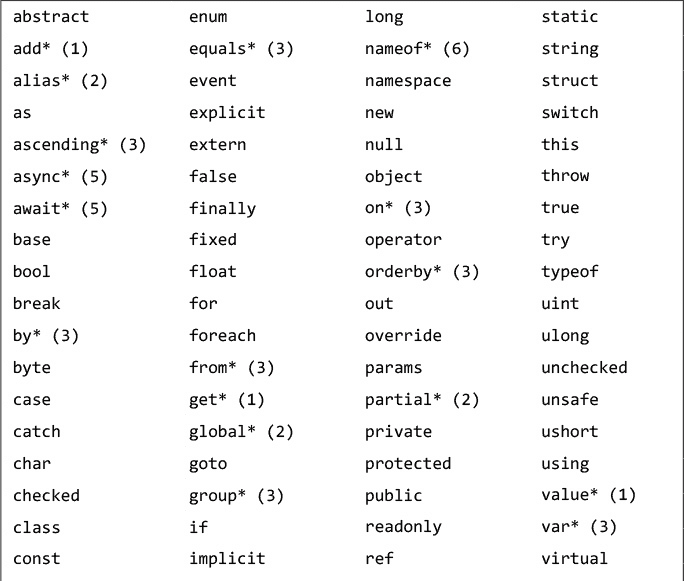 abstract enum long static
add* (1) equals* (3) nameof* (6) string
alias* (2) event namespace struct
as explicit new switch
ascending* (3) extern null this
async* (5) false object throw
await* (5) finally on* (3) true
base fixed operator try
bool float orderby* (3) typeof
break for out uint
by* (3) foreach override ulong
byte from* (3) params unchecked
case get* (1) partial* (2) unsafe
catch global* (2) private ushort
char goto protected using
checked group* (3) public value* (1)
class if readonly var* (3)
const implicit ref virtual